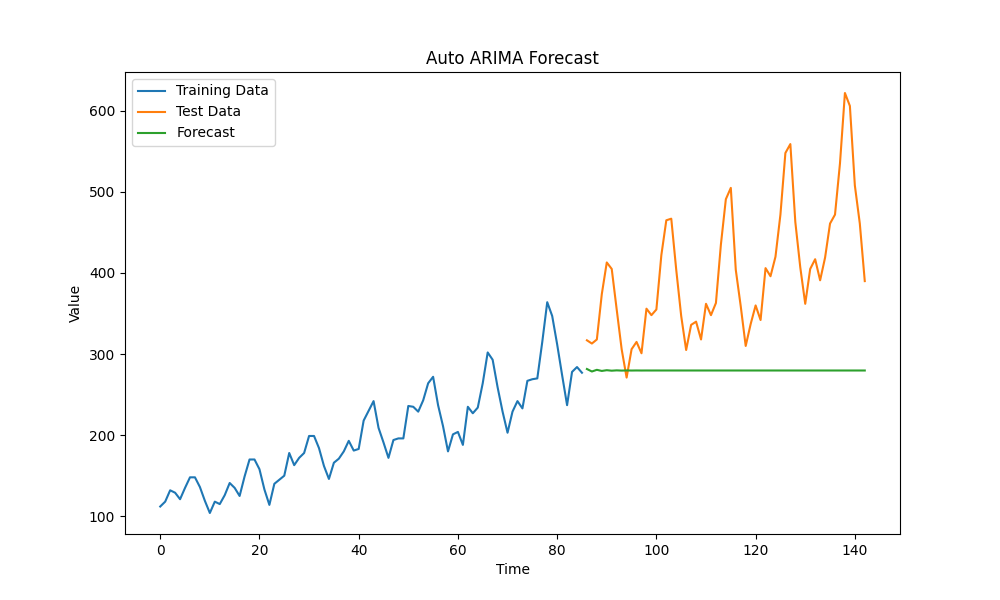 Auto ARIMA Forecast
Training Data
Test Data
Forecast
600
500
400
300
200
100
Value
0 20 40 60 80 100 120 140
Time